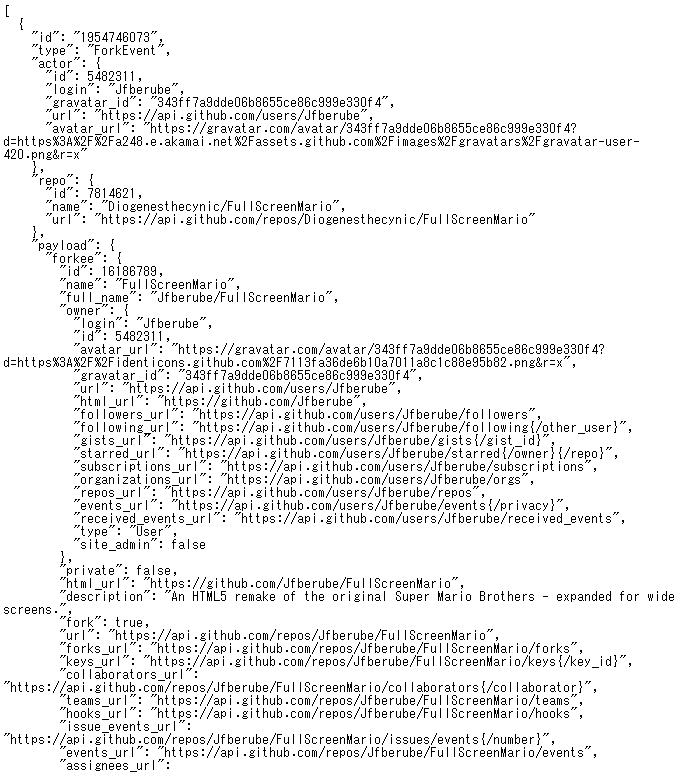 [
  {
    "id": "1954746073",
    "type": "ForkEvent",
    "actor": {
      "id": 5482311,
      "login": "Jfberube",
      "gravatar_id": "343ff7a9dde06b8655ce86c999e330f4",
      "url": "https://api.github.com/users/Jfberube",
      "avatar_url": "https://gravatar.com/avatar/343ff7a9dde06b8655ce86c999e330f4?
d=https%3A%2F%2Fa248.e.akamai.net%2Fassets.github.com%2Fimages%2Fgravatars%2Fgravatar-user-
420.png&r=x"
    },
    "repo": {
      "id": 7814621,
      "name": "Diogenesthecynic/FullScreenMario",
      "url": "https://api.github.com/repos/Diogenesthecynic/FullScreenMario"
    },
    "payload": {
      "forkee": {
        "id": 16186789,
        "name": "FullScreenMario",
        "full_name": "Jfberube/FullScreenMario",
        "owner": {
          "login": "Jfberube",
          "id": 5482311,
          "avatar_url": "https://gravatar.com/avatar/343ff7a9dde06b8655ce86c999e330f4?
d=https%3A%2F%2Fidenticons.github.com%2F7113fa36de6b10a7011a8c1c88e95b82.png&r=x",
          "gravatar_id": "343ff7a9dde06b8655ce86c999e330f4",
          "url": "https://api.github.com/users/Jfberube",
          "html_url": "https://github.com/Jfberube",
          "followers_url": "https://api.github.com/users/Jfberube/followers",
          "following_url": "https://api.github.com/users/Jfberube/following{/other_user}",
          "gists_url": "https://api.github.com/users/Jfberube/gists{/gist_id}",
          "starred_url": "https://api.github.com/users/Jfberube/starred{/owner}{/repo}",
          "subscriptions_url": "https://api.github.com/users/Jfberube/subscriptions",
          "organizations_url": "https://api.github.com/users/Jfberube/orgs",
          "repos_url": "https://api.github.com/users/Jfberube/repos",
          "events_url": "https://api.github.com/users/Jfberube/events{/privacy}",
          "received_events_url": "https://api.github.com/users/Jfberube/received_events",
          "type": "User",
          "site_admin": false
        },
        "private": false,
        "html_url": "https://github.com/Jfberube/FullScreenMario",
        "description": "An HTML5 remake of the original Super Mario Brothers - expanded for wide
screens.",
        "fork": true,
        "url": "https://api.github.com/repos/Jfberube/FullScreenMario",
        "forks_url": "https://api.github.com/repos/Jfberube/FullScreenMario/forks",
        "keys_url": "https://api.github.com/repos/Jfberube/FullScreenMario/keys{/key_id}",
        "collaborators_url":
"https://api.github.com/repos/Jfberube/FullScreenMario/collaborators{/collaborator}",
        "teams_url": "https://api.github.com/repos/Jfberube/FullScreenMario/teams",
        "hooks_url": "https://api.github.com/repos/Jfberube/FullScreenMario/hooks",
        "issue_events_url":
"https://api.github.com/repos/Jfberube/FullScreenMario/issues/events{/number}",
        "events_url": "https://api.github.com/repos/Jfberube/FullScreenMario/events",
        "assignees_url":